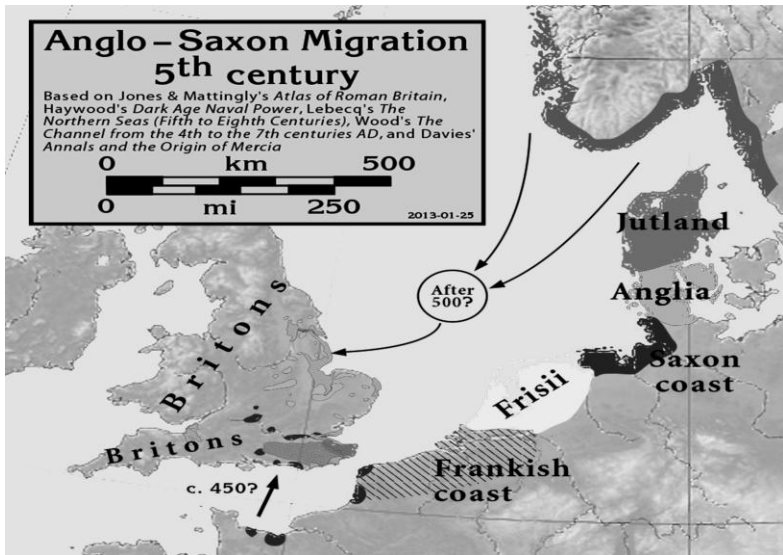 Anglo-Saxon Migration
5th century
Based on Jones & Mattingly's Atlas of Roman Britain,
Haywood's Dark Age Naval Power, Lebecq's The
Northern Seas (Fifth to Eighth Centuries), Wood's The
Channel from the 4th to the 7th centuries AD, and Davies'
Annals and the Origin of Mercia
0 km 500
0 mi 250
2013-01-25
Jutland
After
500?
Anglia
Britons
Saxon
coast
Frisii
Britons
Frankish
coast
c. 450?